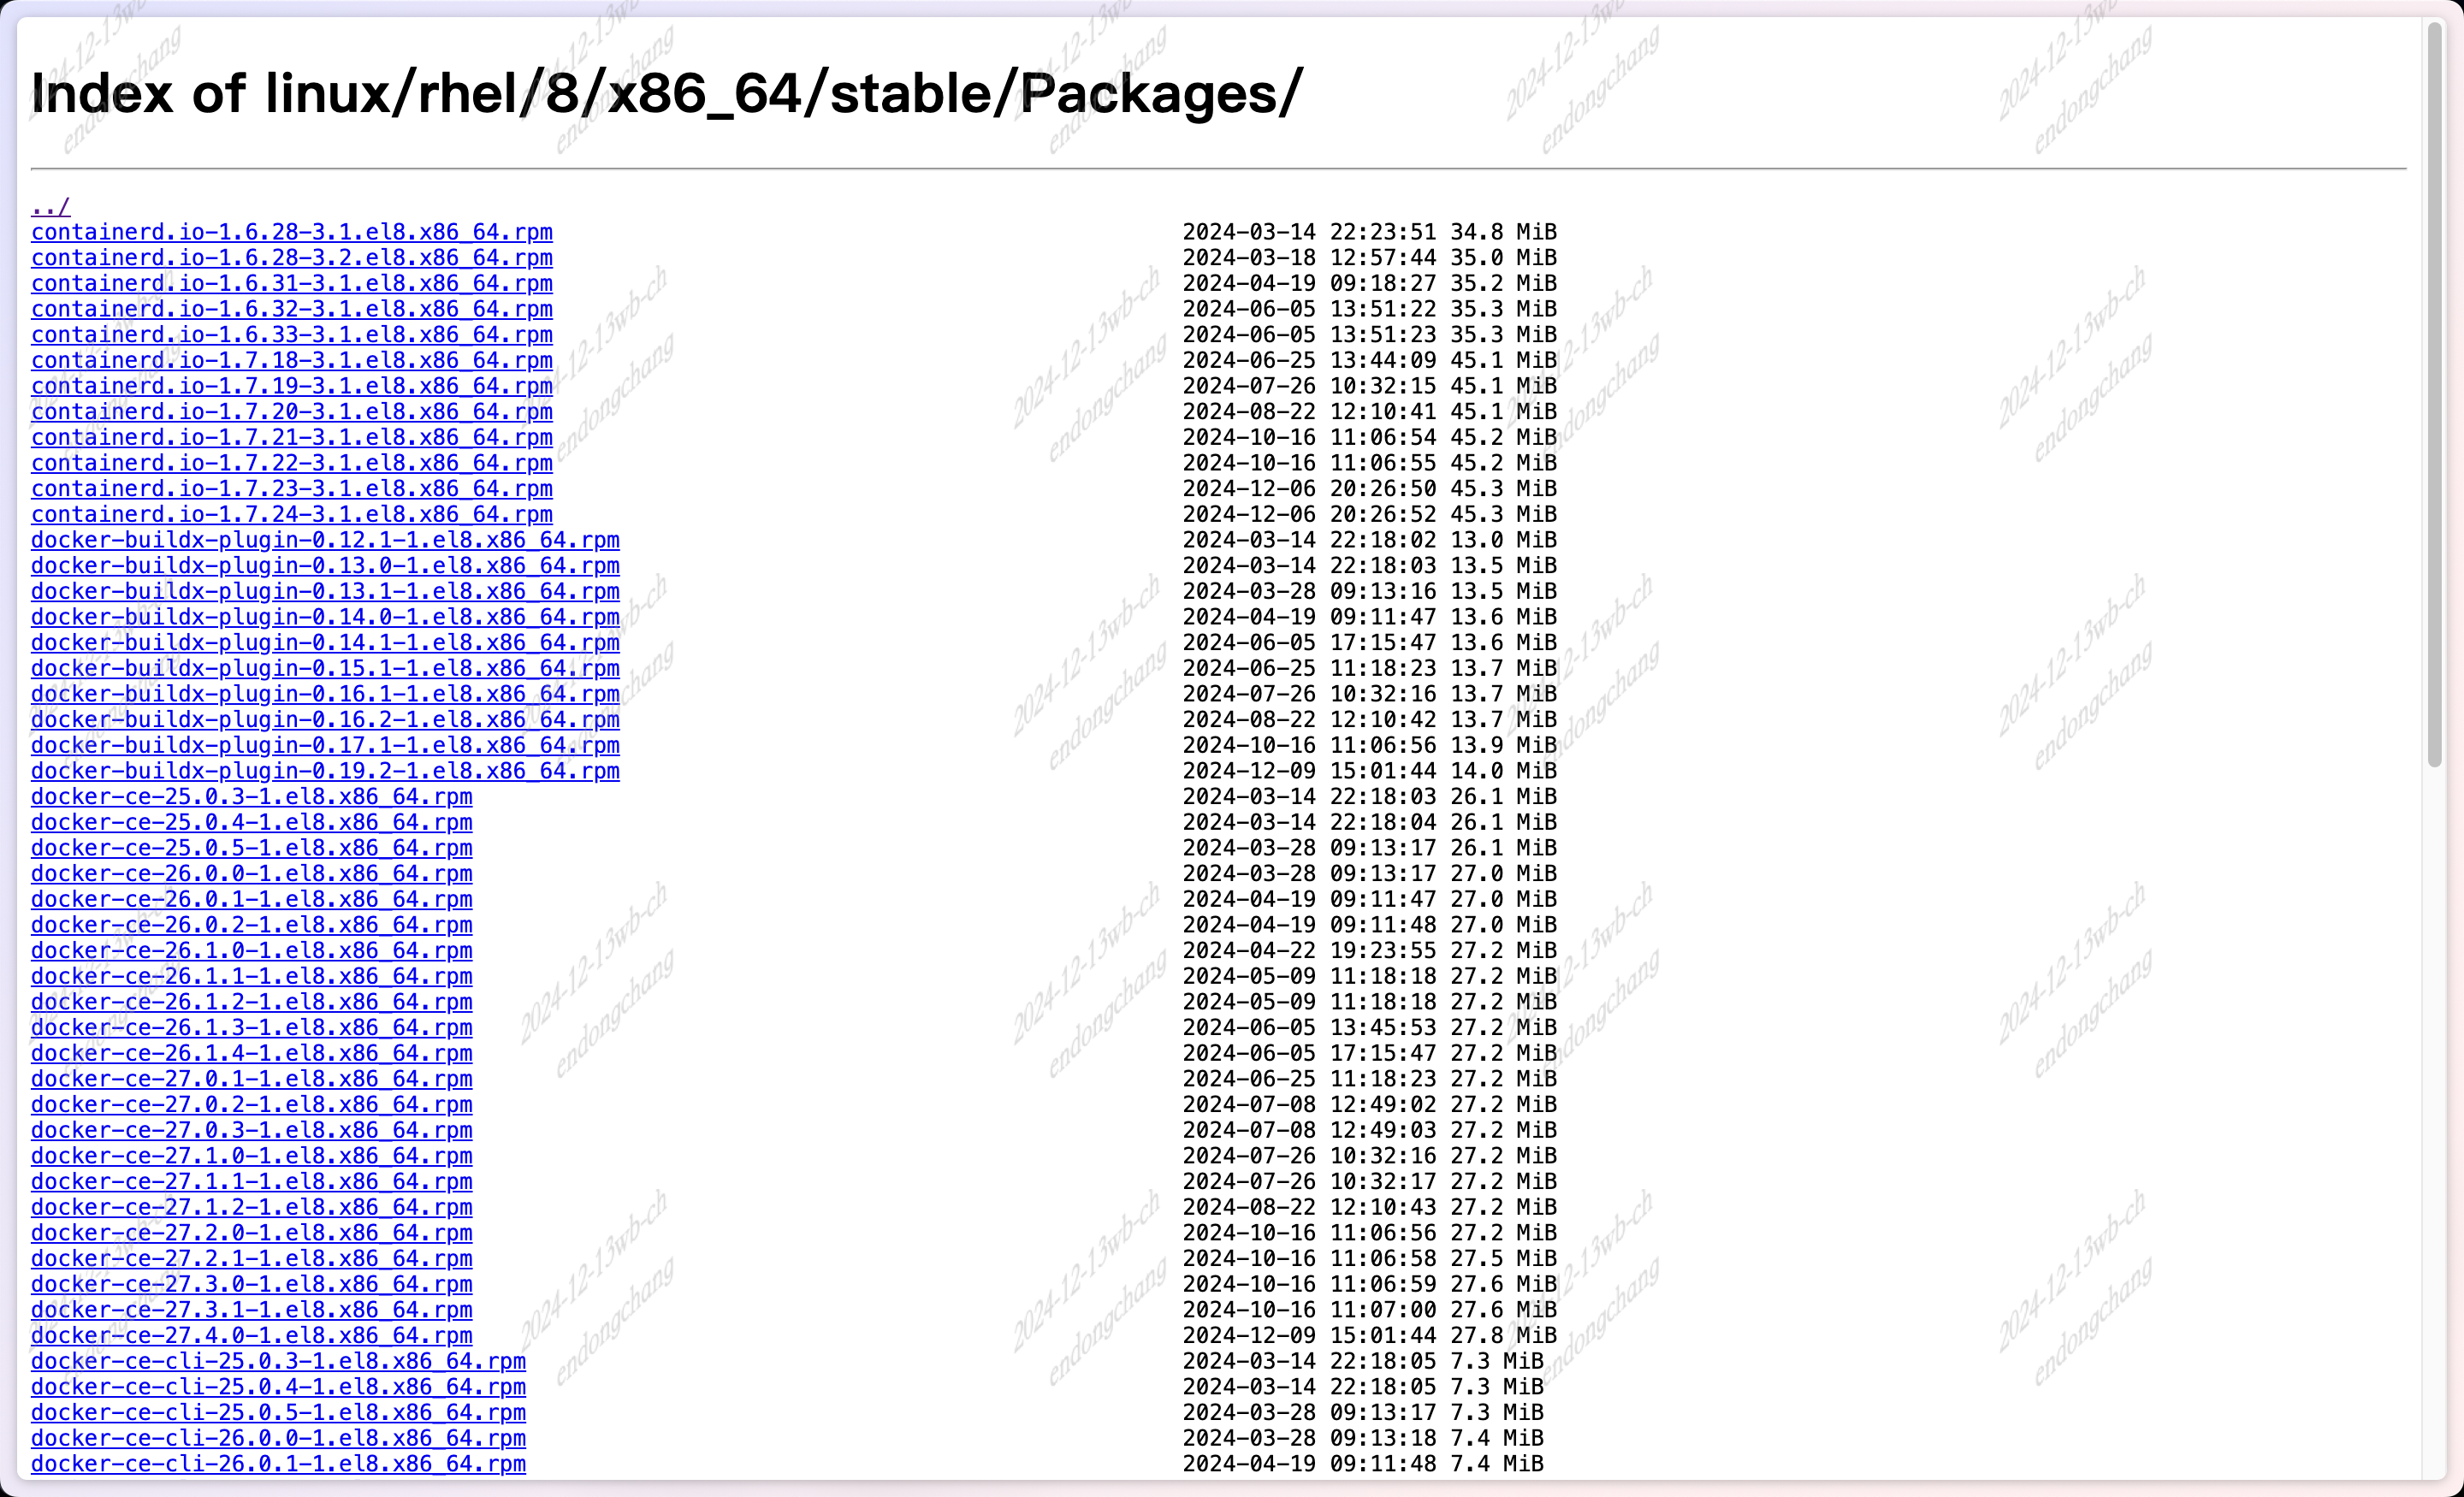 Index of linux/rhel/8/x86_64/stable/Packages/
../
containerd.io-1.6.28-3.1.el8.x86_64.rpm 2024-03-14 22:23:51 34.8 MiB
containerd.io-1.6.28-3.2.el8.x86_64.rpm 2024-03-18 12:57:44 35.0 MiB
containerd.io-1.6.31-3.1.el8.x86_64.rpm 2024-04-19 09:18:27 35.2 MiB
containerd.io-1.6.32-3.1.el8.x86_64.rpm 2024-06-05 13:51:22 35.3 MiB
containerd.io-1.6.33-3.1.el8.x86_64.rpm 2024-06-05 13:51:23 35.3 MiB
containerd.io-1.7.18-3.1.el8.x86_64.rpm 2024-06-25 13:44:09 45.1 MiB
containerd.io-1.7.19-3.1.el8.x86_64.rpm 2024-07-26 10:32:15 45.1 MiB
containerd.io-1.7.20-3.1.el8.x86_64.rpm 2024-08-22 12:10:41 45.1 MiB
containerd.io-1.7.21-3.1.el8.x86_64.rpm 2024-10-16 11:06:54 45.2 MiB
containerd.io-1.7.22-3.1.el8.x86_64.rpm 2024-10-16 11:06:55 45.2 MiB
containerd.io-1.7.23-3.1.el8.x86_64.rpm 2024-12-06 20:26:50 45.3 MiB
containerd.io-1.7.24-3.1.el8.x86_64.rpm 2024-12-06 20:26:52 45.3 MiB
docker-buildx-plugin-0.12.1-1.el8.x86_64.rpm 2024-03-14 22:18:02 13.0 MiB
docker-buildx-plugin-0.13.0-1.el8.x86_64.rpm 2024-03-14 22:18:03 13.5 MiB
docker-buildx-plugin-0.13.1-1.el8.x86_64.rpm 2024-03-28 09:13:16 13.5 MiB
docker-buildx-plugin-0.14.0-1.el8.x86_64.rpm 2024-04-19 09:11:47 13.6 MiB
docker-buildx-plugin-0.14.1-1.el8.x86_64.rpm 2024-06-05 17:15:47 13.6 MiB
docker-buildx-plugin-0.15.1-1.el8.x86_64.rpm 2024-06-25 11:18:23 13.7 MiB
docker-buildx-plugin-0.16.1-1.el8.x86_64.rpm 2024-07-26 10:32:16 13.7 MiB
docker-buildx-plugin-0.16.2-1.el8.x86_64.rpm 2024-08-22 12:10:42 13.7 MiB
docker-buildx-plugin-0.17.1-1.el8.x86_64.rpm 2024-10-16 11:06:56 13.9 MiB
docker-buildx-plugin-0.19.2-1.el8.x86_64.rpm 2024-12-09 15:01:44 14.0 MiB
docker-ce-25.0.3-1.el8.x86_64.rpm 2024-03-14 22:18:03 26.1 MiB
docker-ce-25.0.4-1.el8.x86_64.rpm 2024-03-14 22:18:04 26.1 MiB
docker-ce-25.0.5-1.el8.x86_64.rpm 2024-03-28 09:13:17 26.1 MiB
docker-ce-26.0.0-1.el8.x86_64.rpm 2024-03-28 09:13:17 27.0 MiB
docker-ce-26.0.1-1.el8.x86_64.rpm 2024-04-19 09:11:47 27.0 MiB
docker-ce-26.0.2-1.el8.x86_64.rpm 2024-04-19 09:11:48 27.0 MiB
docker-ce-26.1.0-1.el8.x86_64.rpm 2024-04-22 19:23:55 27.2 MiB
docker-ce-26.1.1-1.el8.x86_64.rpm 2024-05-09 11:18:18 27.2 MiB
docker-ce-26.1.2-1.el8.x86_64.rpm 2024-05-09 11:18:18 27.2 MiB
docker-ce-26.1.3-1.el8.x86_64.rpm 2024-06-05 13:45:53 27.2 MiB
docker-ce-26.1.4-1.el8.x86_64.rpm 2024-06-05 17:15:47 27.2 MiB
docker-ce-27.0.1-1.el8.x86_64.rpm 2024-06-25 11:18:23 27.2 MiB
docker-ce-27.0.2-1.el8.x86_64.rpm 2024-07-08 12:49:02 27.2 MiB
docker-ce-27.0.3-1.el8.x86_64.rpm 2024-07-08 12:49:03 27.2 MiB
docker-ce-27.1.0-1.el8.x86_64.rpm 2024-07-26 10:32:16 27.2 MiB
docker-ce-27.1.1-1.el8.x86_64.rpm 2024-07-26 10:32:17 27.2 MiB
docker-ce-27.1.2-1.el8.x86_64.rpm 2024-08-22 12:10:43 27.2 MiB
docker-ce-27.2.0-1.el8.x86_64.rpm 2024-10-16 11:06:56 27.2 MiB
docker-ce-27.2.1-1.el8.x86_64.rpm 2024-10-16 11:06:58 27.5 MiB
docker-ce-27.3.0-1.el8.x86_64.rpm 2024-10-16 11:06:59 27.6 MiB
docker-ce-27.3.1-1.el8.x86_64.rpm 2024-10-16 11:07:00 27.6 MiB
docker-ce-27.4.0-1.el8.x86_64.rpm 2024-12-09 15:01:44 27.8 MiB
docker-ce-cli-25.0.3-1.el8.x86_64.rpm 2024-03-14 22:18:05 7.3 MiB
docker-ce-cli-25.0.4-1.el8.x86_64.rpm 2024-03-14 22:18:05 7.3 MiB
docker-ce-cli-25.0.5-1.el8.x86_64.rpm 2024-03-28 09:13:17 7.3 MiB
docker-ce-cli-26.0.0-1.el8.x86_64.rpm 2024-03-28 09:13:18 7.4 MiB
docker-ce-cli-26.0.1-1.el8.x86_64.rpm 2024-04-19 09:11:48 7.4 MiB
2024-12-13wb-ch
endongchang